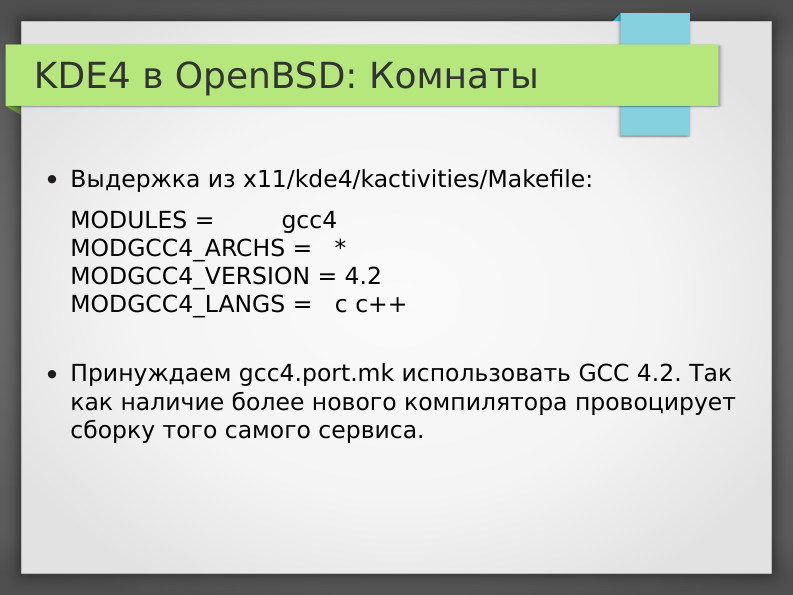 KDE4 в OpenBSD: Комнаты
• Выдержка из x11/kde4/kactivities/Makefile:
MODULES = gcc4
MODGCC4_ARCHS = *
MODGCC4_VERSION = 4.2
MODGCC4_LANGS = c c++
• Принуждаем gcc4.port.mk использовать GCC 4.2. Так
как наличие более нового компилятора провоцирует
сборку того самого сервиса.